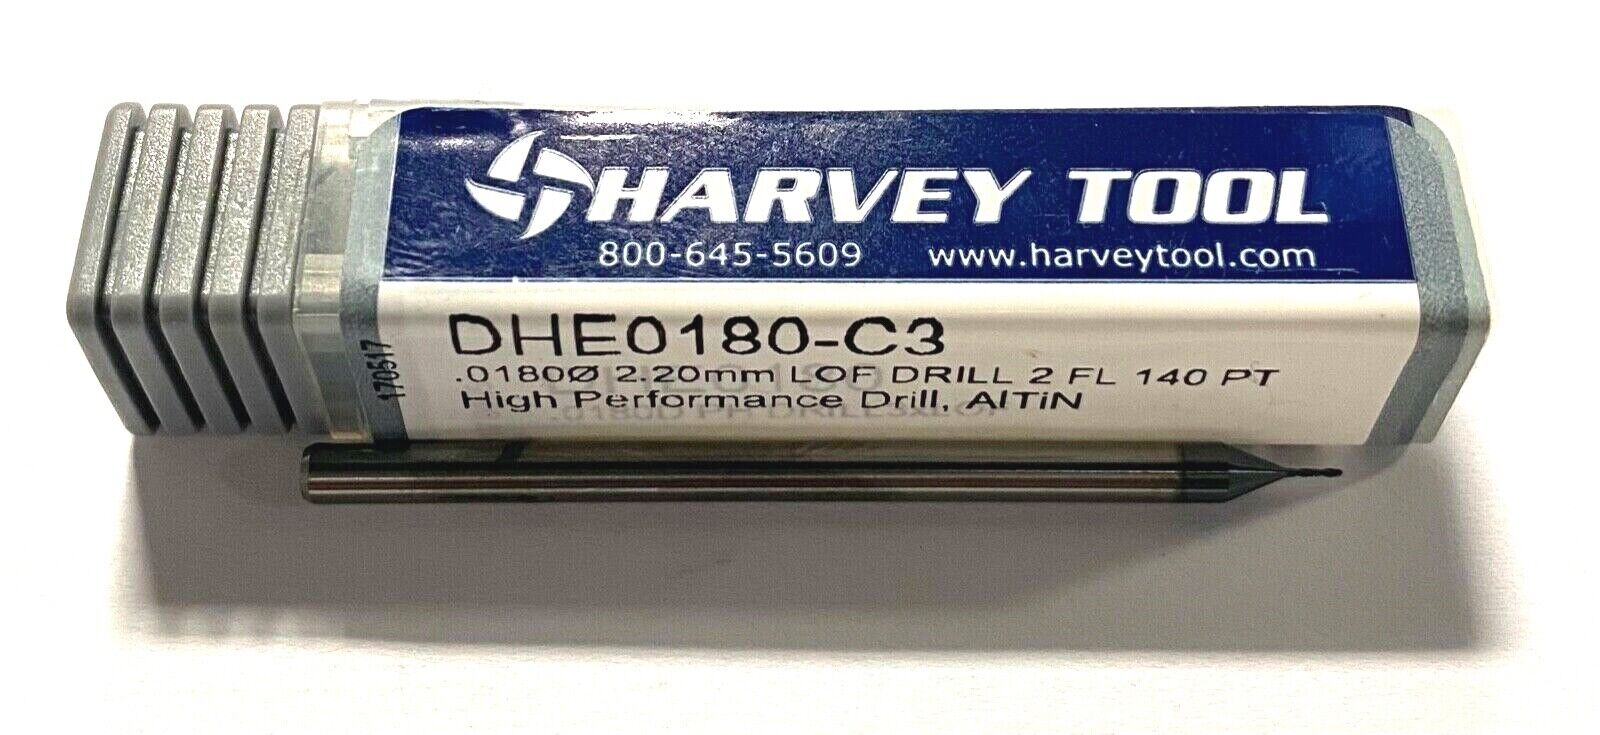 HARVEY TOOL
800-645-5609 www.harveytool.com
DHE0180-C3
.0180Ø 2.20mm LOF DRILL 2 FL 140 PT
High Performance Drill, AlTiN
170517